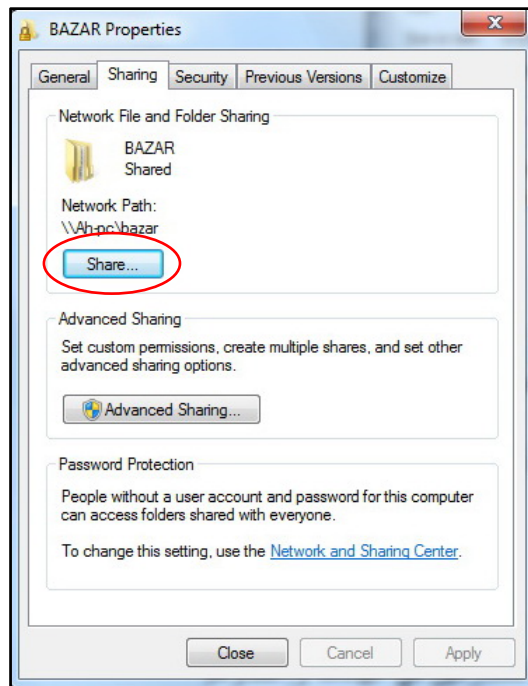 BAZAR Properties
General Sharing Security Previous Versions Customize
Network File and Folder Sharing
BAZAR
Shared
Network Path:
\\Ah-pc\bazar
Share...
Advanced Sharing
Set custom permissions, create multiple shares, and set other
advanced sharing options.
Advanced Sharing...
Password Protection
People without a user account and password for this computer
can access folders shared with everyone.
To change this setting, use the Network and Sharing Center.
Close Cancel Apply